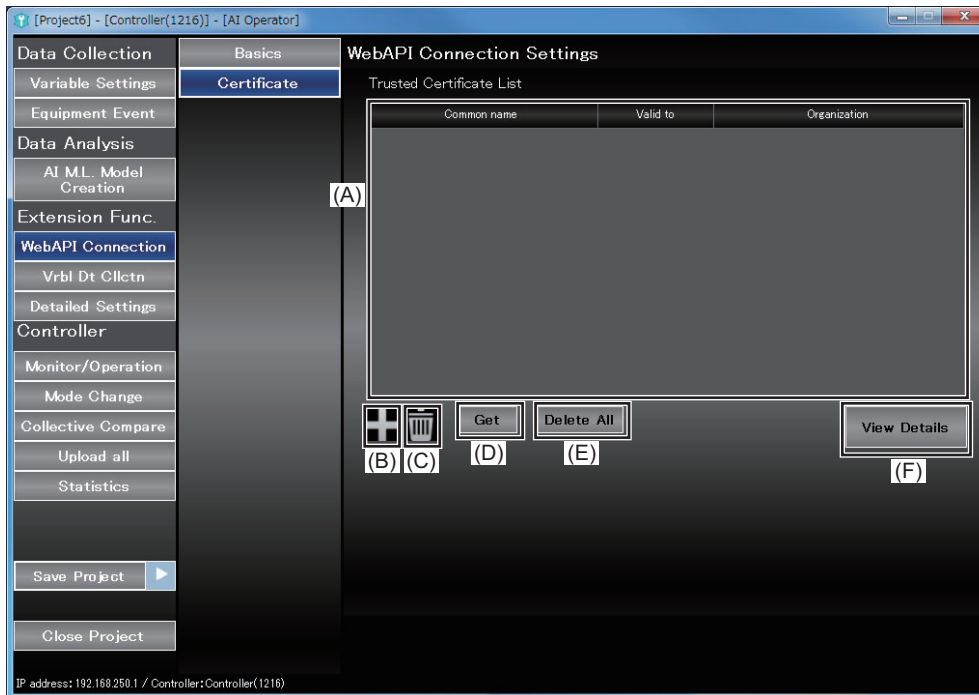 [Project6] - [Controller(1216)] - [AI Operator]
Data Collection
Variable Settings
Equipment Event
Data Analysis
AI M.L. Model
Creation
Extension Func.
WebAPI Connection
Vrbl Dt Cllctn
Detailed Settings
Controller
Monitor/Operation
Mode Change
Collective Compare
Upload all
Statistics
Save Project
Close Project
Basics
Certificate
WebAPI Connection Settings
Trusted Certificate List
Common name Valid to Organization
(A)
Get Delete All View Details
(B) (C) (D) (E) (F)
IP address: 192.168.250.1 / Controller:Controller(1216)